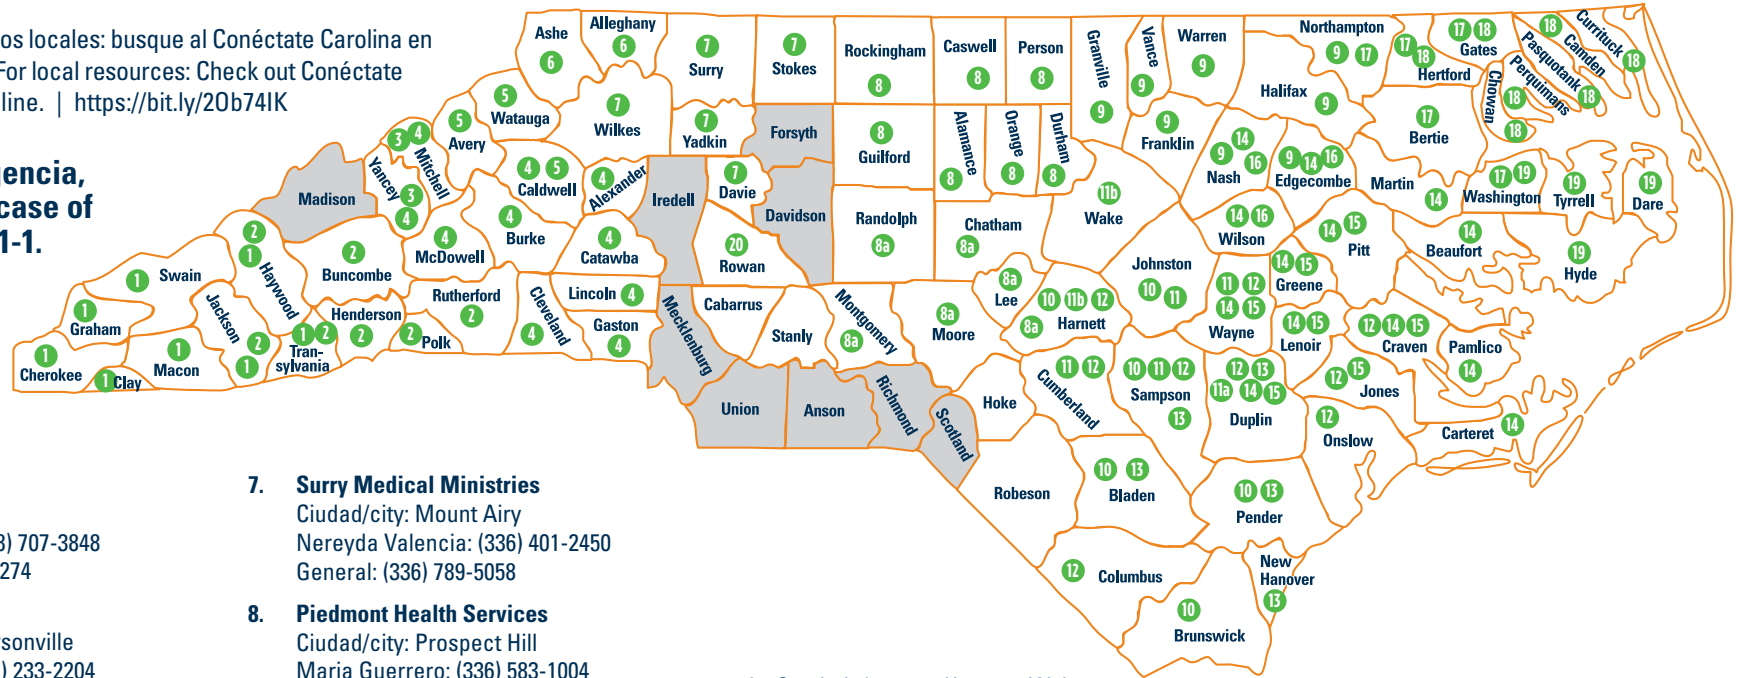 os locales: busque al Conéctate Carolina en
For local resources: Check out Conéctate
line. | https://bit.ly/2Ob74IK
gencia,
case of
1-1.
Ashe
6
Alleghany
6
7
Surry
7
Stokes
Rockingham
8
Caswell
8
Person
8
Granville
9
Vance
9
Warren
9
Northampton
9 17
17 18
Hertford
17 18
Gates
18
Camden
Currituck
18
Pasquotank
18
Perquimans
18
Chowan
18
Halifax
9
5
Watauga
7
Wilkes
7
Yadkin
Forsyth
8
Guilford
Alamance
8
Orange
8
Durham
8
9
Franklin
14
9 16
Nash
9 14 16
Edgecombe
17
Bertie
Martin
14
17 19
Washington
19
Tyrrell
19
Dare
5
Avery
3 4
Mitchell
Yancey
3
4
Madison
4 5
Caldwell
4
Alexander
Iredell
7
Davie
Davidson
Randolph
8a
Chatham
8a
11b
Wake
14 16
Wilson
14 15
Pitt
14
Beaufort
19
Hyde
4
Burke
4
McDowell
4
Catawba
20
Rowan
2
Buncombe
2
1
Haywood
1
Swain
1
Graham
1
Cherokee
1
Clay
1
Macon
Jackson
2
1
1 2
Tran-
sylvania
Henderson
2
2
Polk
Rutherford
2
Cleveland
4
Lincoln 4
Gaston
4
Mecklenburg
Cabarrus
Stanly
Montgomery
8a
8a
Moore
8a
Lee
10 11b 12
8a Harnett
Johnston
10 11
11 12
14 15
Wayne
14 15
Greene
14 15
Lenoir
12 14 15
Craven
Pamlico
14
12 15
Jones
Union
Anson
Richmond
Scotland
Hoke
11 12
Cumberland
10 11 12
Sampson
13
12 13
11a 14 15
Duplin
12
Onslow
Carteret 14
Robeson
10 13
Bladen
10 13
Pender
12 Columbus
New
Hanover
13
10
Brunswick
3) 707-3848
274
rsonville
) 233-2204
7. Surry Medical Ministries
Ciudad/city: Mount Airy
Nereyda Valencia: (336) 401-2450
General: (336) 789-5058
8. Piedmont Health Services
Ciudad/city: Prospect Hill
Maria Guerrero: (336) 583-1004